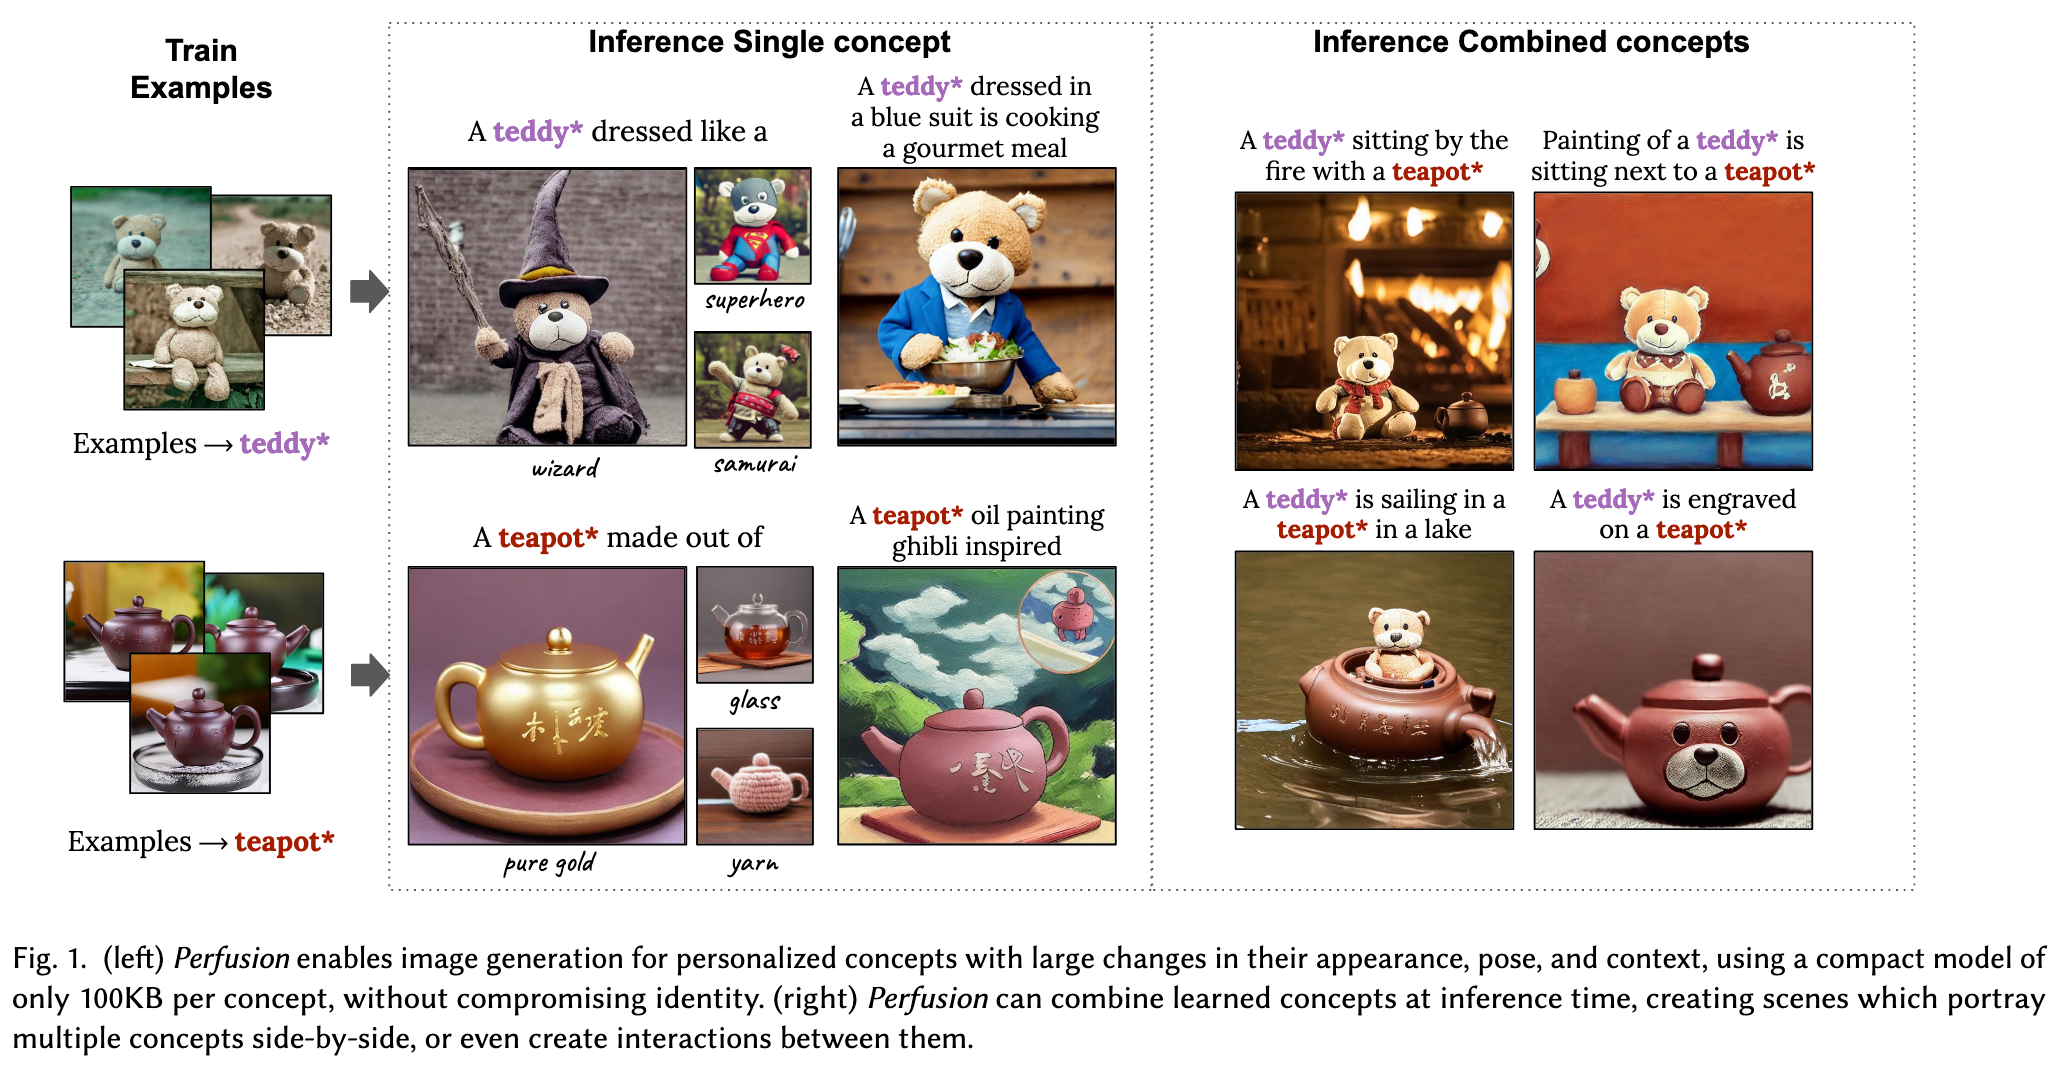 Train
Examples
Examples → teddy*
Examples → teapot*
Inference Single concept
A teddy* dressed like a
wizard
superhero
samurai
A teddy* dressed in
a blue suit is cooking
a gourmet meal
A teapot* made out of
pure gold
glass
yarn
A teapot* oil painting
ghibli inspired
Inference Combined concepts
A teddy* sitting by the
fire with a teapot*
Painting of a teddy* is
sitting next to a teapot*
A teddy* is sailing in a
teapot* in a lake
A teddy* is engraved
on a teapot*
Fig. 1. (left) Perfusion enables image generation for personalized concepts with large changes in their appearance, pose, and context, using a compact model of
only 100KB per concept, without compromising identity. (right) Perfusion can combine learned concepts at inference time, creating scenes which portray
multiple concepts side-by-side, or even create interactions between them.